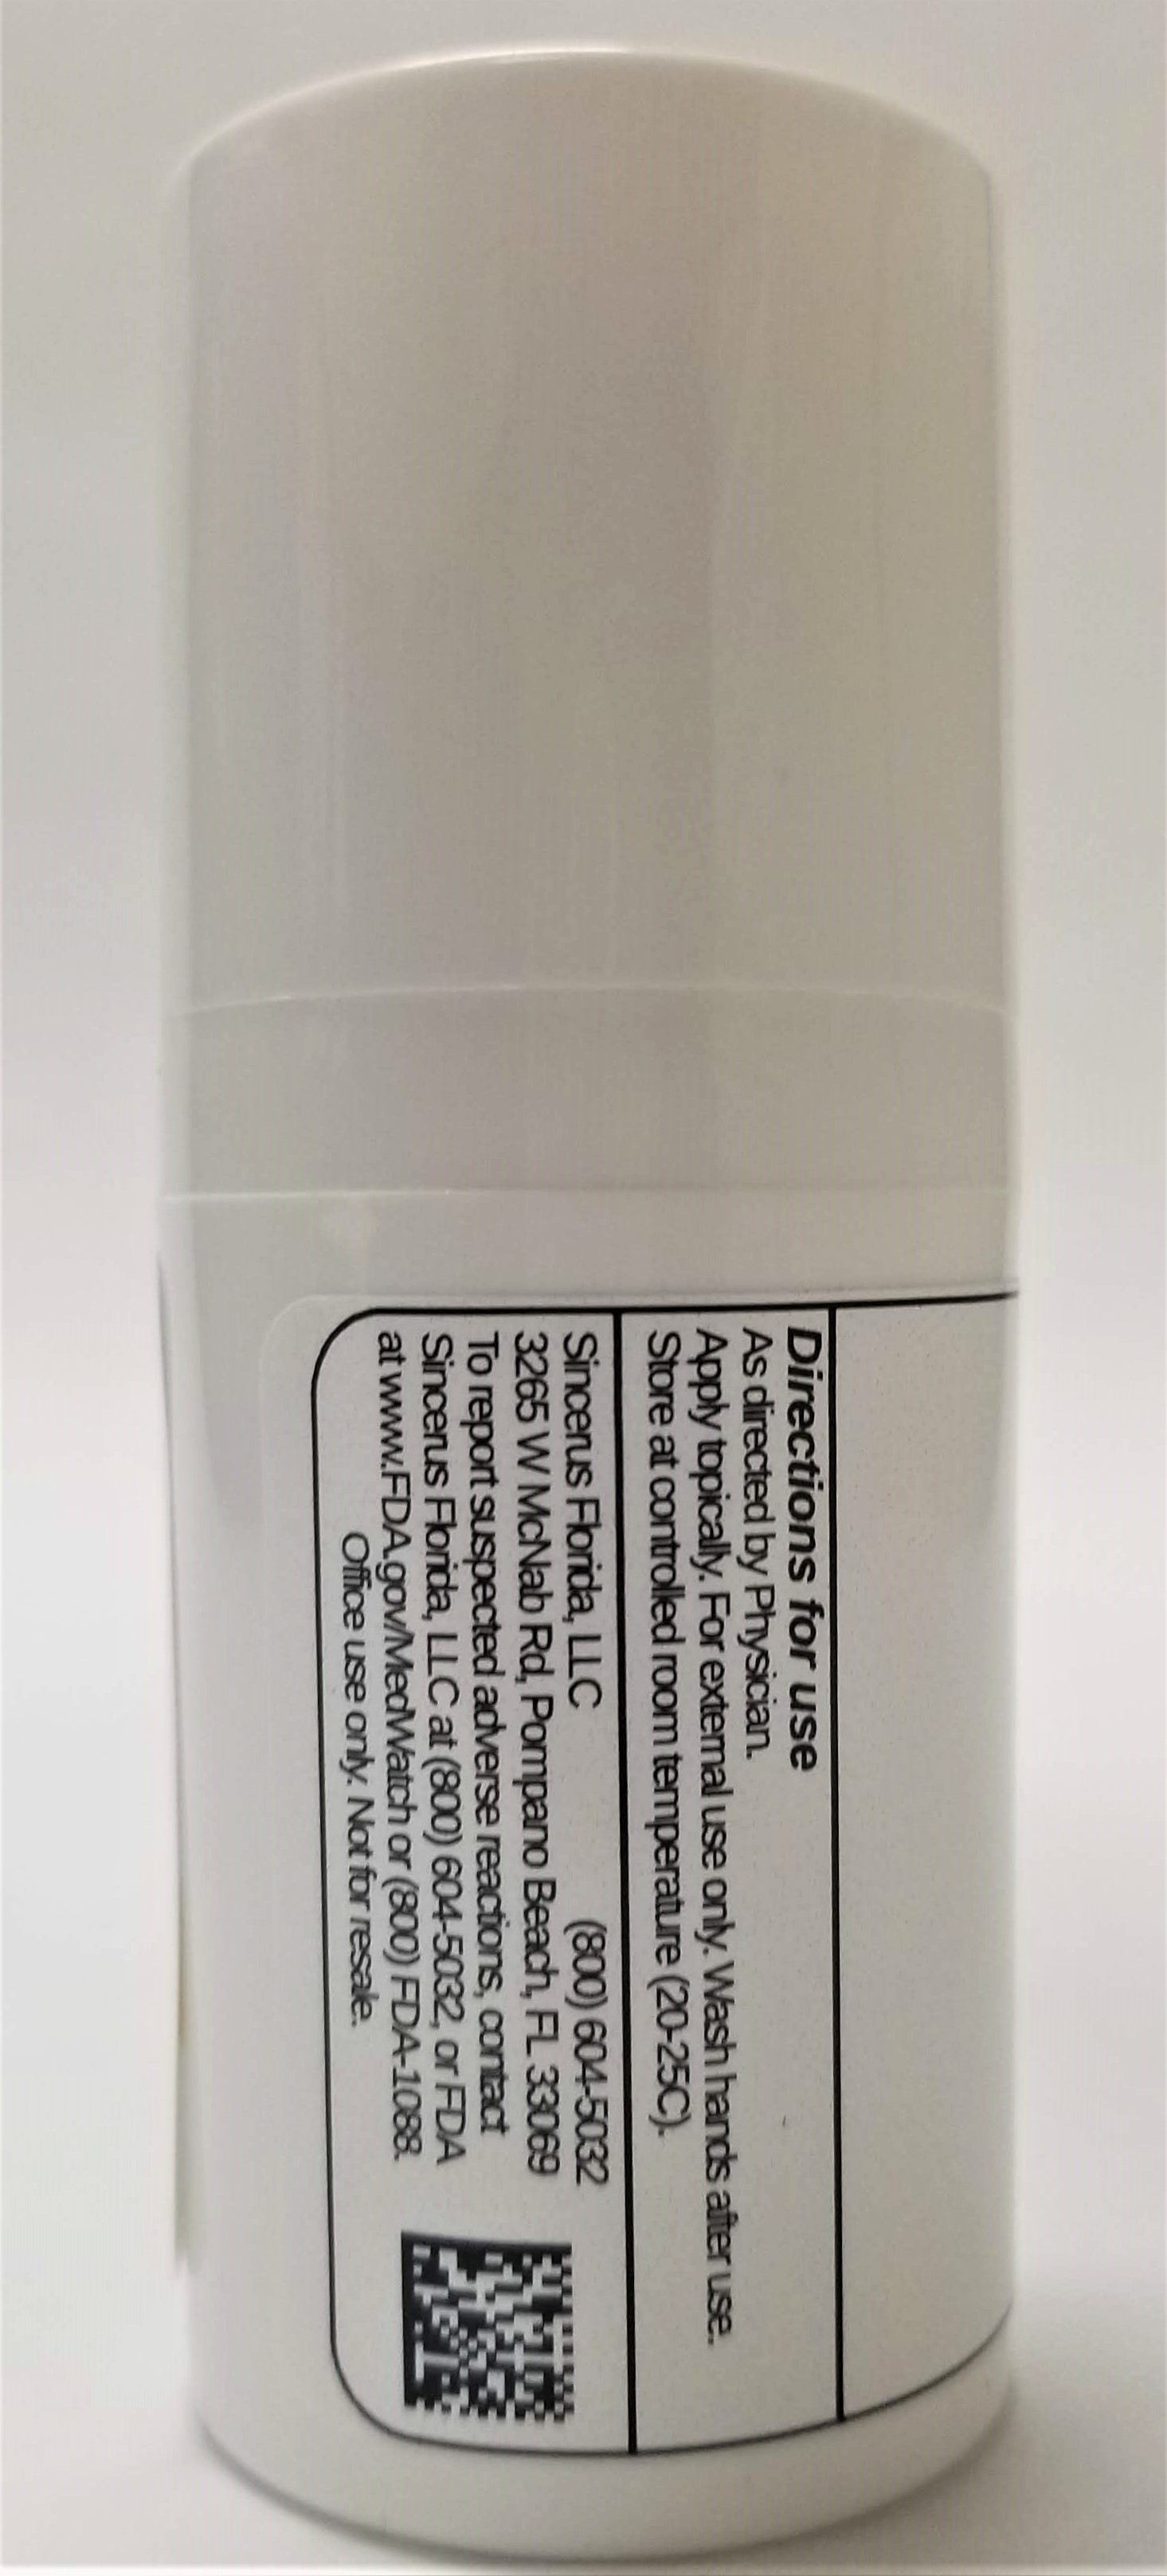 Directions for use
As directed by Physician.
Apply topically. For external use only. Wash hands after use.
Store at controlled room temperature (20-25C).
Sincerus Florida, LLC (800) 604-5032
3265 W McNab Rd, Pompano Beach, FL 33069
To report suspected adverse reactions, contact
Sincerus Florida, LLC at (800) 604-5032, or FDA
at www.FDA.gov/MedWatch or (800) FDA-1088.
Office use only. Not for resale.